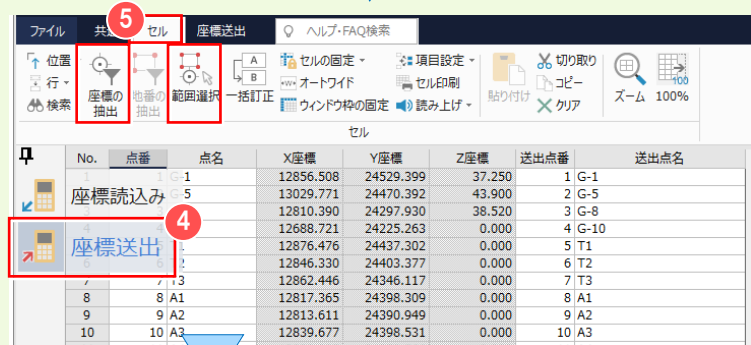 5
ファイル 共 セル 座標送出 ヘルプ・FAQ検索
位置 座標の抽出 地番の抽出 範囲選択 一括訂正 セルの固定 項目設定 貼り付け 切り取り ズーム 100%
行 オートワイド セル印刷 コピー
検索 ウィンドウ枠の固定 読み上げ クリア
セル
No. 点番 点名 X座標 Y座標 Z座標 送出点番 送出点名
1 1 G-1 12856.508 24529.399 37.250 1 G-1
座標読込み
-5 13029.771 24470.392 43.900 2 G-5
12810.390 24297.930 38.520 3 G-8
4
座標送出
12688.721 24225.263 0.000 4 G-10
12876.476 24437.302 0.000 5 T1
6 12846.330 24403.377 0.000 6 T2
7 7 T3 12862.446 24346.117 0.000 7 T3
8 8 A1 12817.365 24398.309 0.000 8 A1
9 9 A2 12813.611 24390.949 0.000 9 A2
10 10 A3 12839.677 24398.531 0.000 10 A3